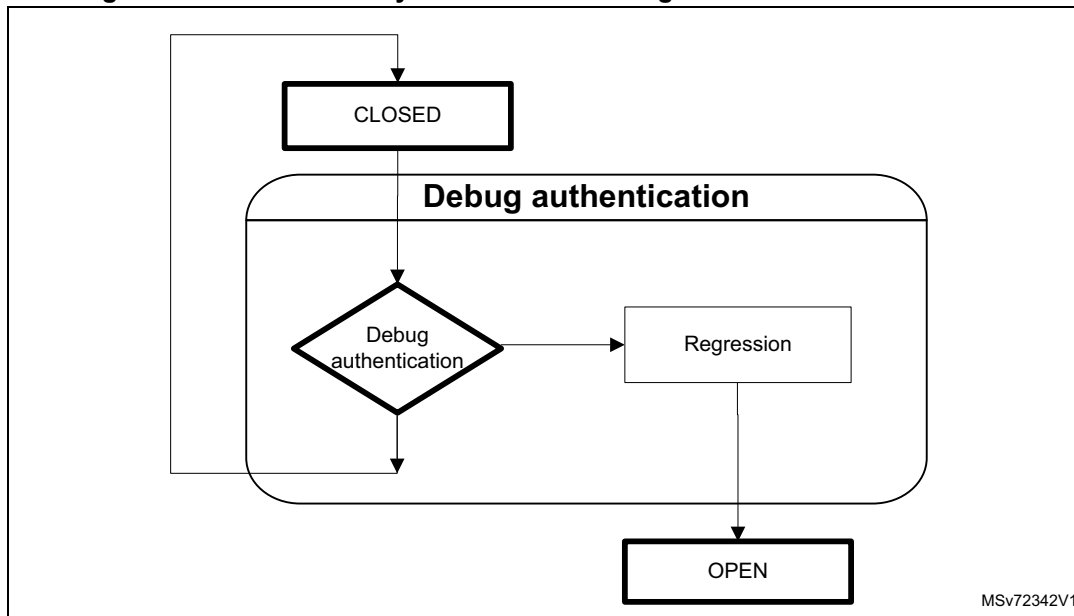 CLOSED
Debug authentication
Debug
authentication
Regression
OPEN
MSv72342V1